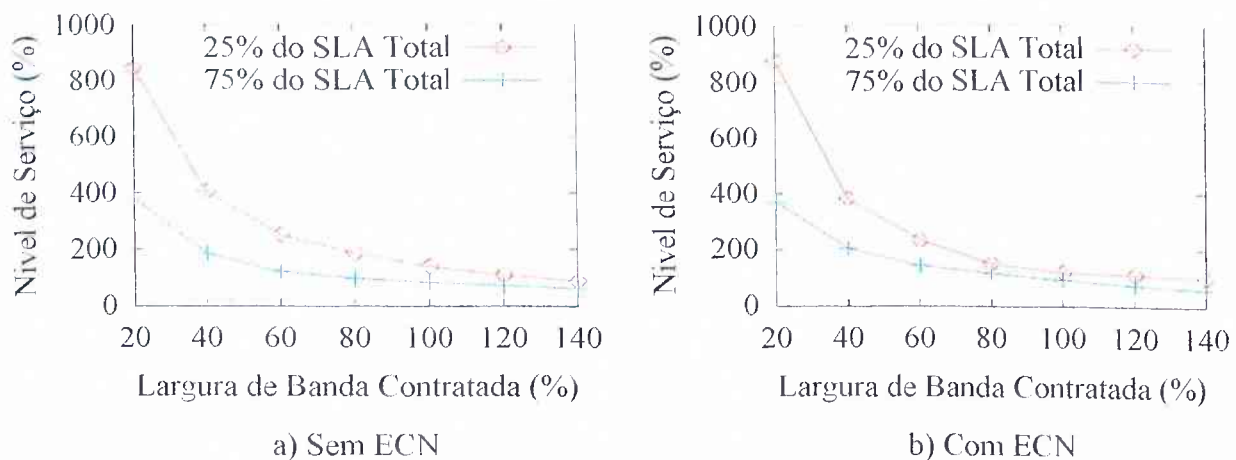 1000
800
600
400
200
0
Nivel de Serviço (%)
25% do SLA Total
75% do SLA Total
20 40 60 80 100 120 140
Largura de Banda Contratada (%)
a) Sem ECN
1000
800
600
400
200
0
Nivel de Serviço (%)
25% do SLA Total
75% do SLA Total
20 40 60 80 100 120 140
Largura de Banda Contratada (%)
b) Com ECN